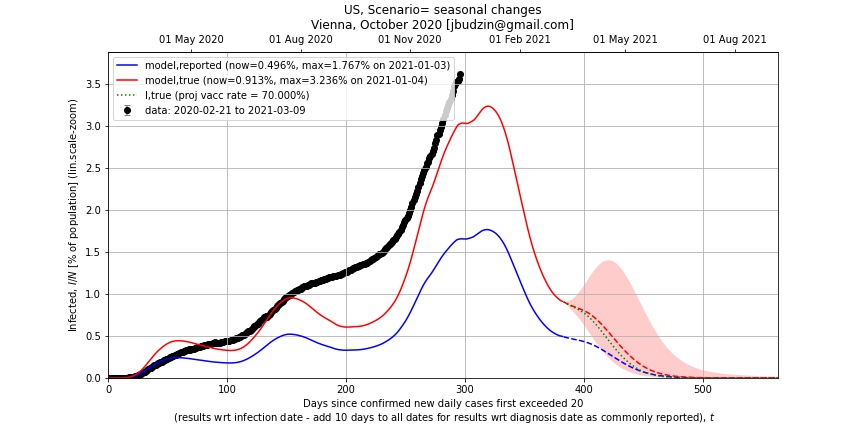 US, Scenario= seasonal changes
Vienna, October 2020 [jbudzin@gmail.com]
01 May 2020 01 Aug 2020 01 Nov 2020 01 Feb 2021 01 May 2021 01 Aug 2021
model,reported (now=0.496%, max=1.767% on 2021-01-03)
model,true (now=0.913%, max=3.236% on 2021-01-04)
I,true (proj vacc rate = 70.000%)
data: 2020-02-21 to 2021-03-09
Infected, I/N [% of population] (lin.scale-zoom)
3.5
3.0
2.5
2.0
1.5
1.0
0.5
0.0
0 100 200 300 400 500
Days since confirmed new daily cases first exceeded 20
(results wrt infection date - add 10 days to all dates for results wrt diagnosis date as commonly reported), t